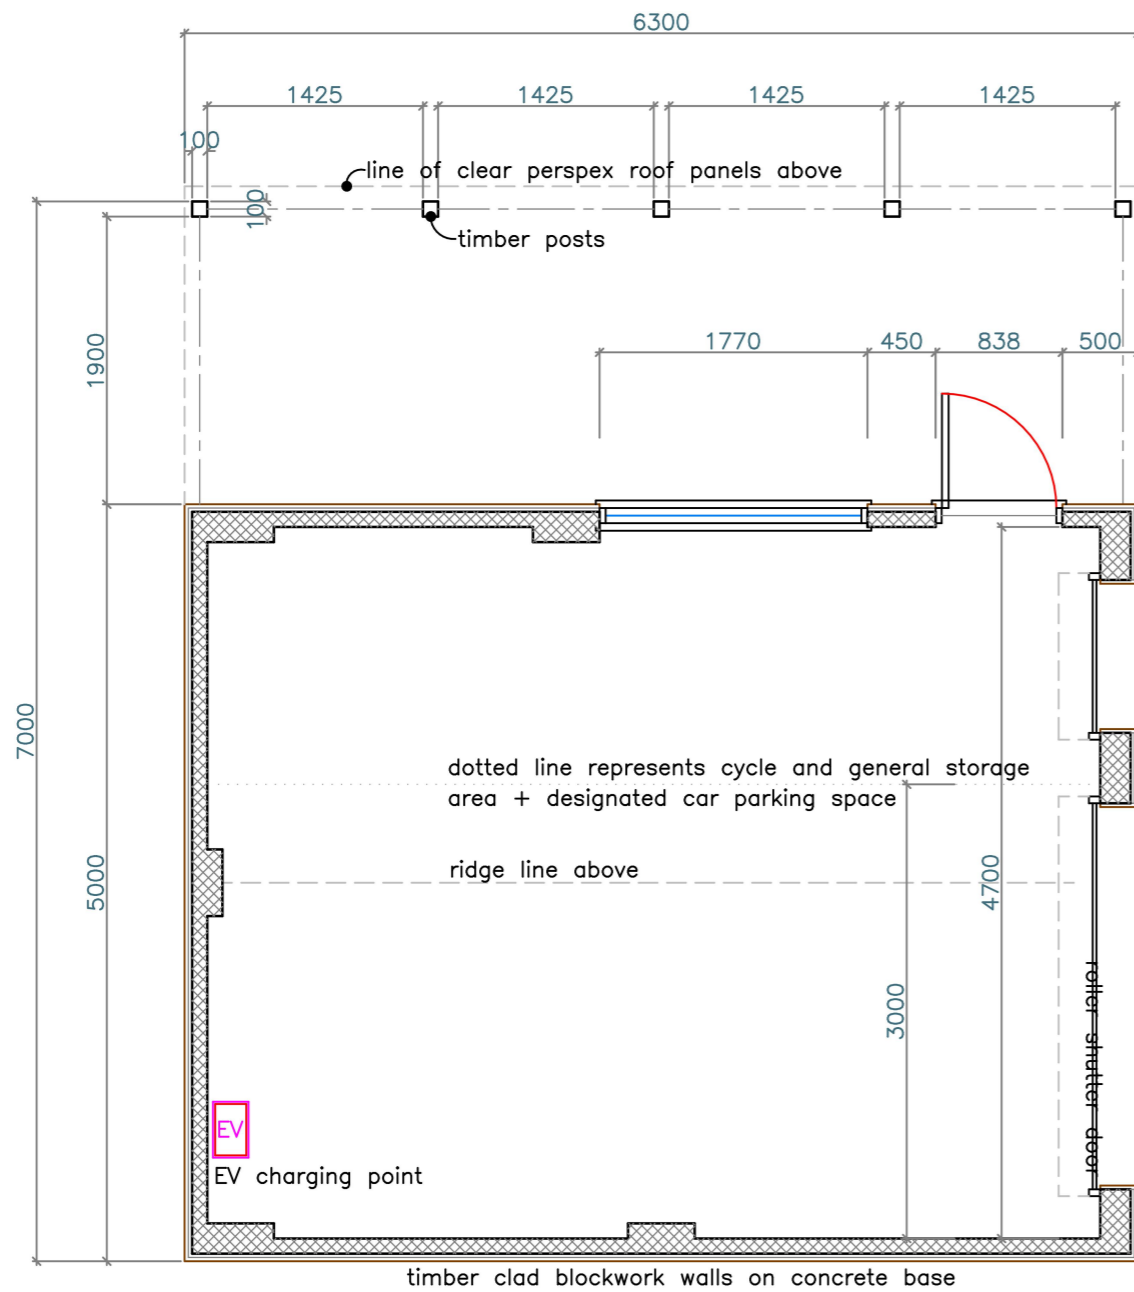 6300
1425 1425 1425 1425
100
line of clear perspex roof panels above
100
timber posts
1900
1770 450 838 500
7000
dotted line represents cycle and general storage
area + designated car parking space
ridge line above
5000
4700
3000
roller shutter door
EV
EV charging point
timber clad blockwork walls on concrete base